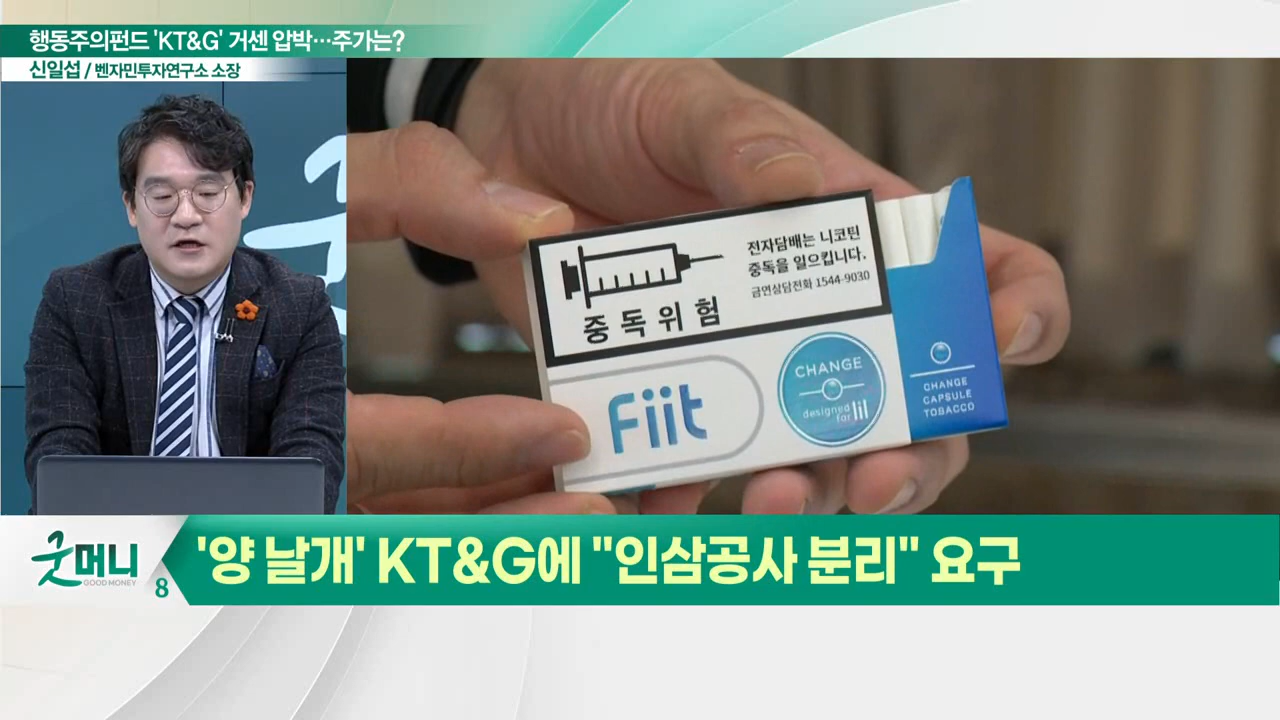 행동주의펀드 'KT&G' 거센 압박…주가는?
신일섭 / 벤자민투자연구소 소장
전자담배는 니코틴
중독을 일으킵니다.
금연상담전화 1544-9030
중독위험
Fiit
CHANGE
designed
for lil
CHANGE
CAPSULE
TOBACCO
굿머니
GOOD MONEY
8
'양 날개' KT&G에 "인삼공사 분리" 요구